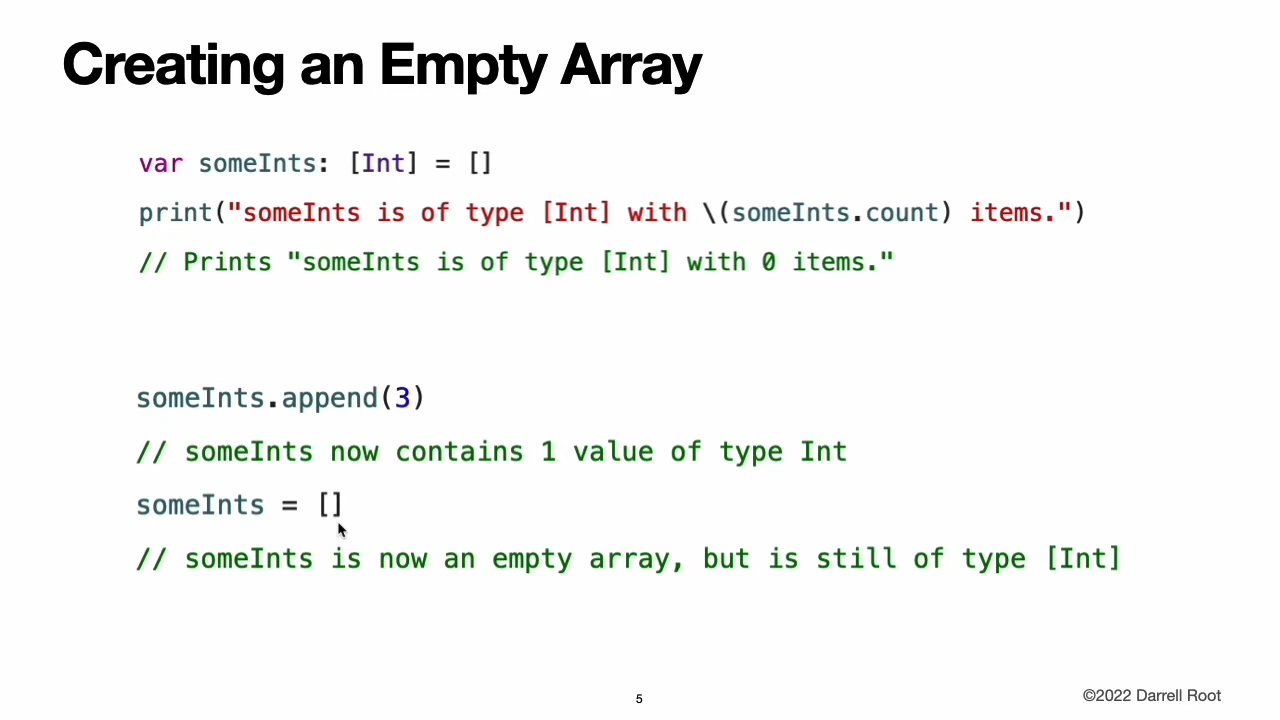 Creating an Empty Array
var someInts: [Int] = []
print("someInts is of type [Int] with \(someInts.count) items.")
// Prints "someInts is of type [Int] with 0 items."
someInts.append(3)
// someInts now contains 1 value of type Int
someInts = []
// someInts is now an empty array, but is still of type [Int]
5
©2022 Darrell Root